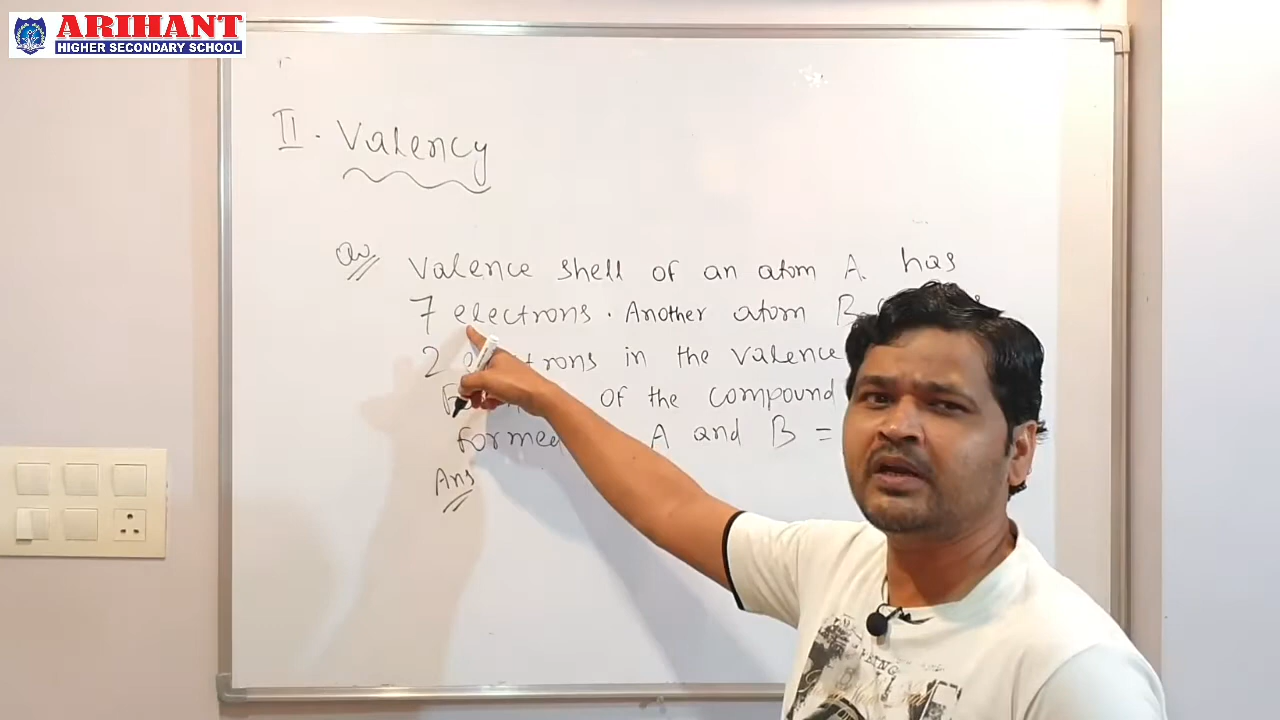 ARIHANT
HIGHER SECONDARY SCHOOL
II. Valency
Valence shell of an atom A. has
7 electrons. Another atom B
2 in the valence
of the compound
A and B =
Ans